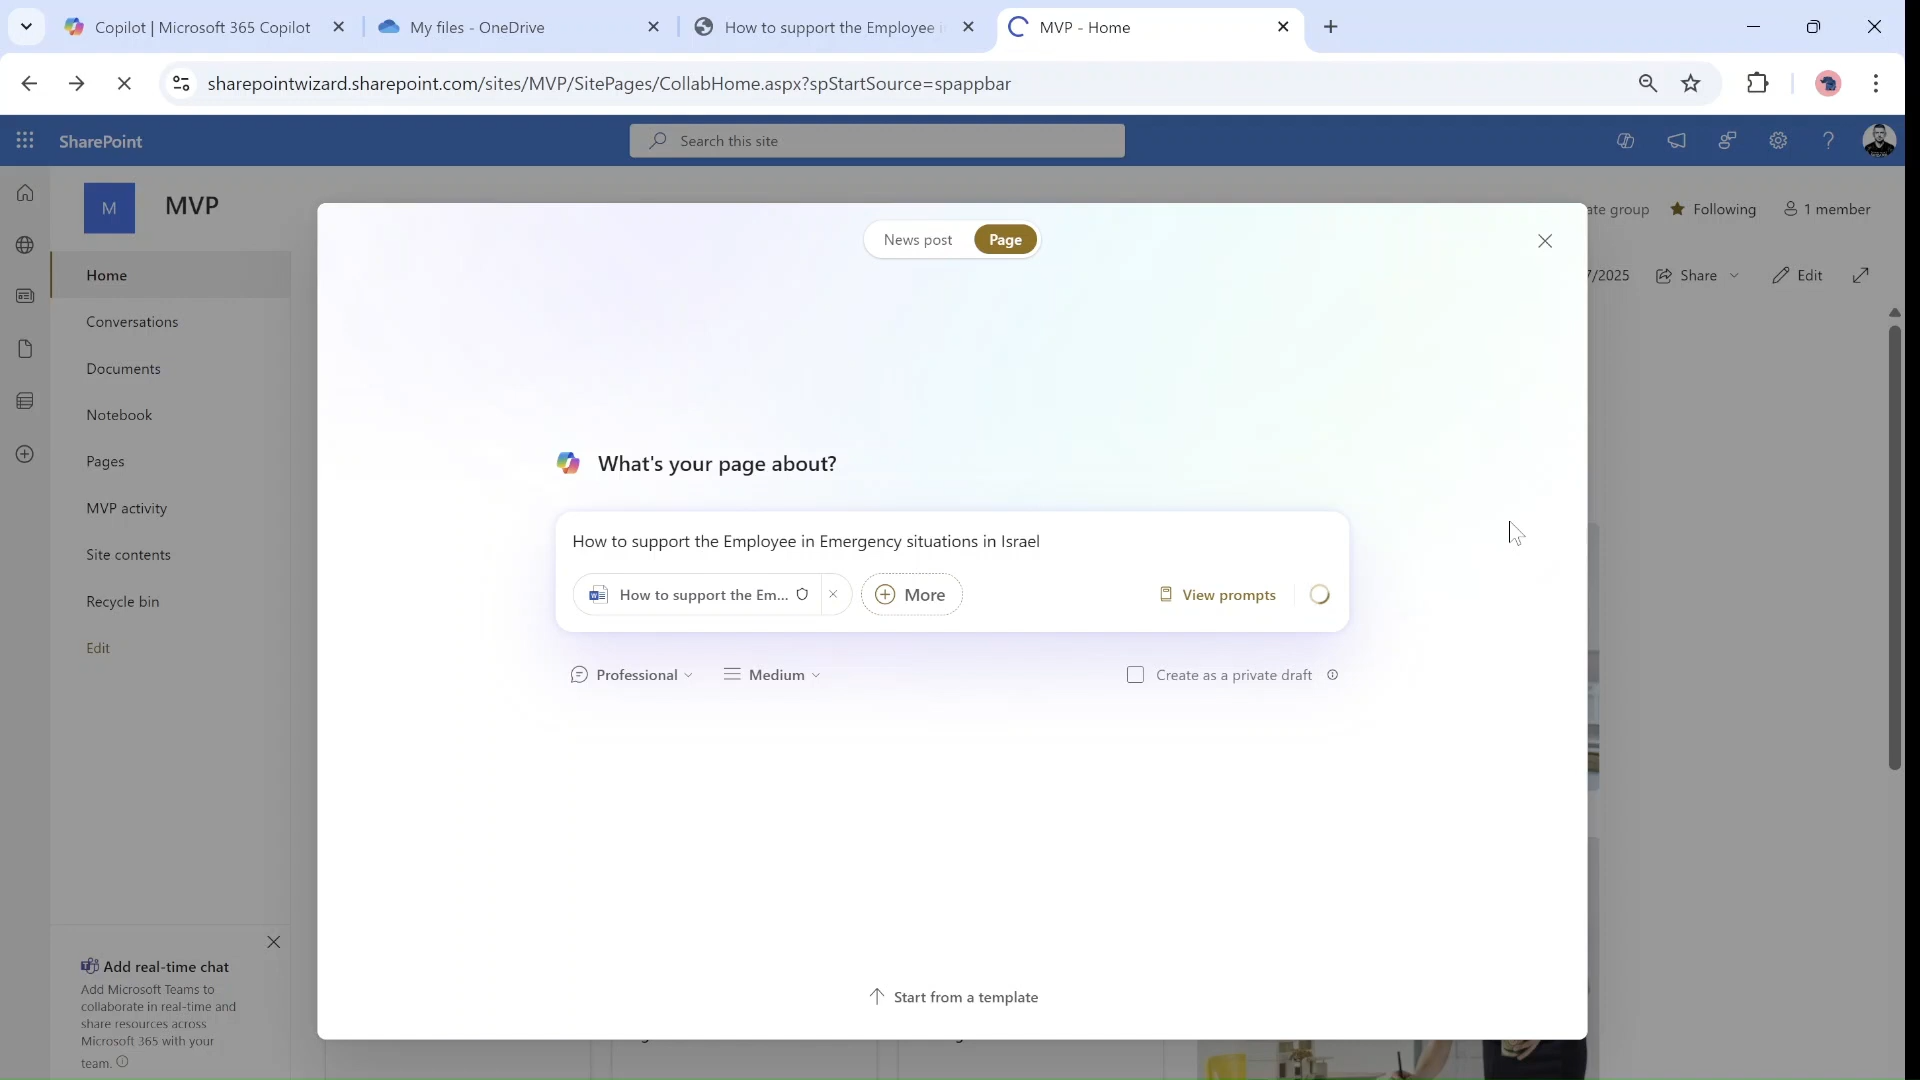 Copilot | Microsoft 365 Copilot
My files - OneDrive
How to support the Employee i
MVP - Home
sharepointwizard.sharepoint.com/sites/MVP/SitePages/CollabHome.aspx?spStartSource=spappbar
SharePoint
Search this site
M
MVP
ate group
Following
1 member
News post
Page
Home
7/2025
Share
Edit
Conversations
Documents
Notebook
Pages
MVP activity
Site contents
Recycle bin
Edit
What's your page about?
How to support the Employee in Emergency situations in Israel
How to support the Em...
More
View prompts
Professional
Medium
Create as a private draft
Start from a template
Add real-time chat
Add Microsoft Teams to
collaborate in real-time and
share resources across
Microsoft 365 with your
team.